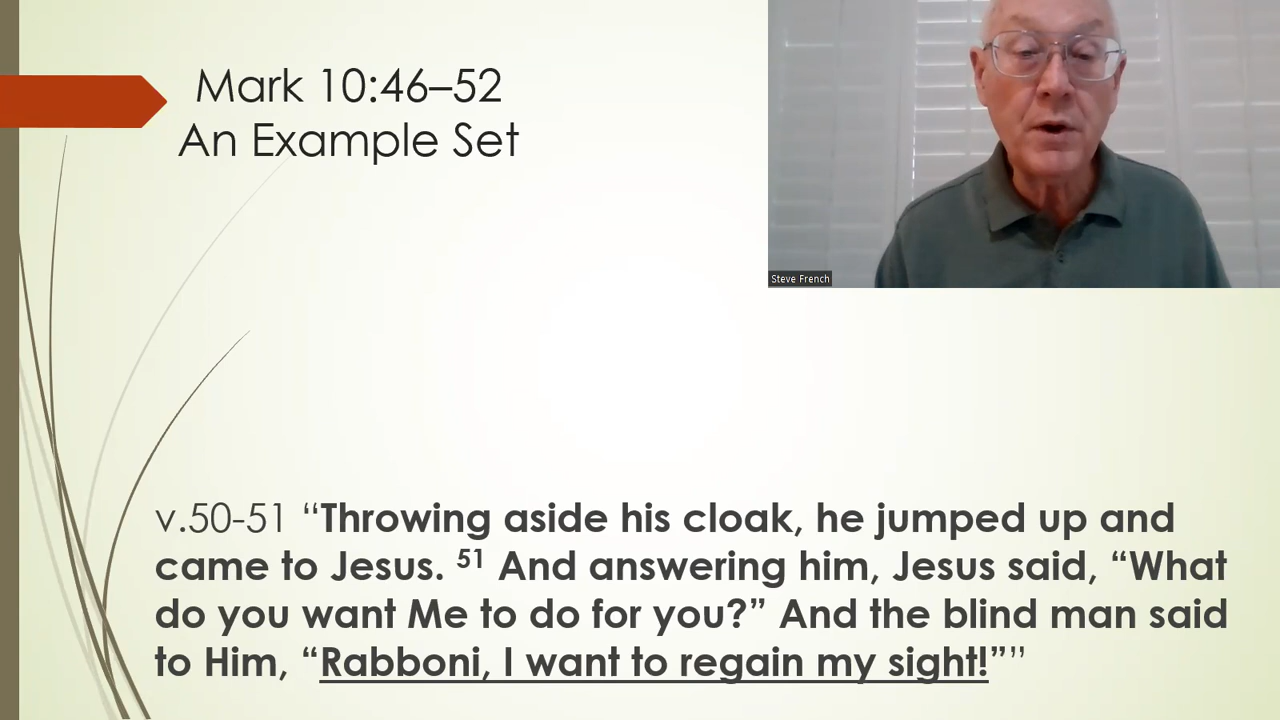 Mark 10:46–52
An Example Set
Steve French
v.50-51 “Throwing aside his cloak, he jumped up and
came to Jesus. ⁵¹ And answering him, Jesus said, “What
do you want Me to do for you?” And the blind man said
to Him, “Rabboni, I want to regain my sight!””